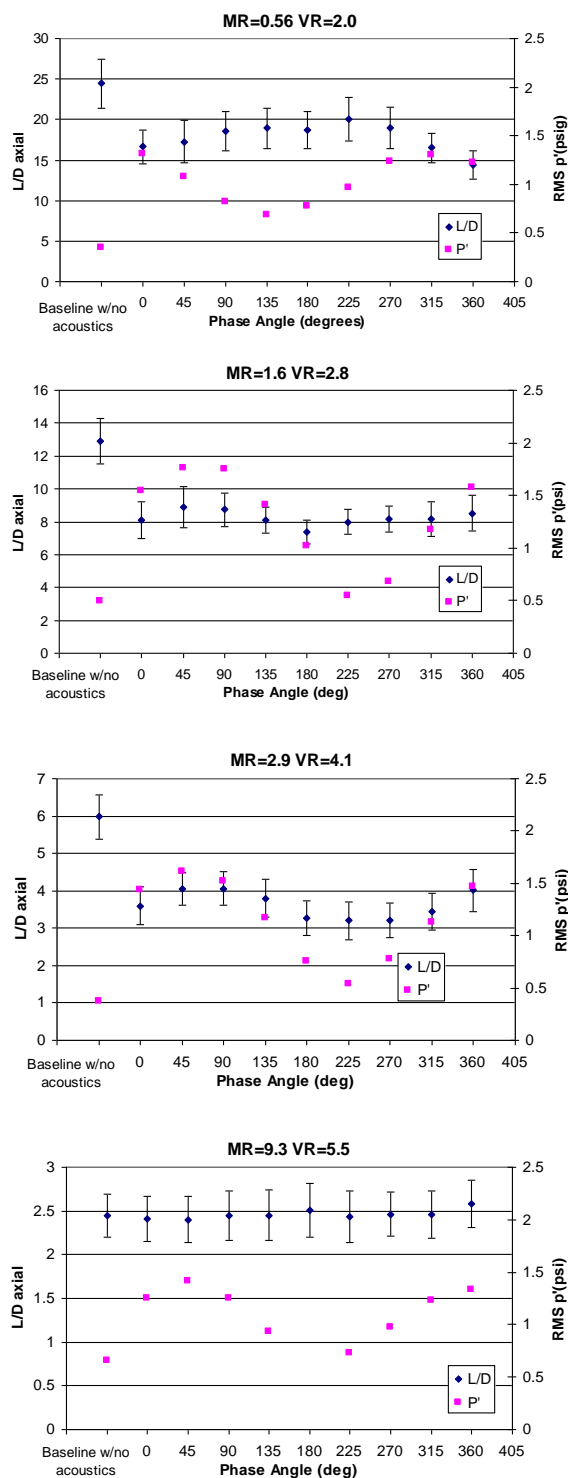 MR=0.56 VR=2.0
30
25
20
15
10
5
0
L/D axial
2.5
2
1.5
1
0.5
0
RMS p'(psig)
L/D
P'
Baseline w/no acoustics
0 45 90 135 180 225 270 315 360 405
Phase Angle (degrees)
MR=1.6 VR=2.8
16
14
12
10
8
6
4
2
0
L/D axial
2.5
2
1.5
1
0.5
0
RMS p'(psi)
L/D
P'
Baseline w/no acoustics
0 45 90 135 180 225 270 315 360 405
Phase Angle (deg)
MR=2.9 VR=4.1
7
6
5
4
3
2
1
0
L/D axial
2.5
2
1.5
1
0.5
0
RMS p'(psi)
L/D
P'
Baseline w/no acoustics
0 45 90 135 180 225 270 315 360 405
Phase Angle (deg)
MR=9.3 VR=5.5
3
2.5
2
1.5
1
0.5
0
L/D axial
2.5
2
1.5
1
0.5
0
RMS p'(psi)
L/D
P'
Baseline w/no acoustics
0 45 90 135 180 225 270 315 360 405
Phase Angle (deg)